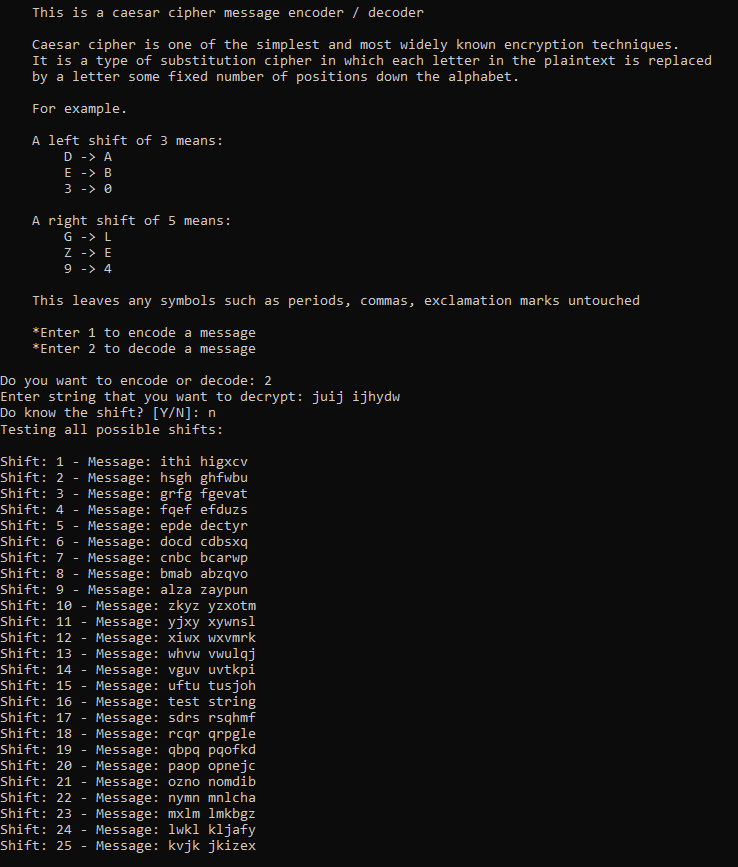 This is a caesar cipher message encoder / decoder
Caesar cipher is one of the simplest and most widely known encryption techniques.
It is a type of substitution cipher in which each letter in the plaintext is replaced
by a letter some fixed number of positions down the alphabet.
For example.
A left shift of 3 means:
D -> A
E -> B
3 -> 0
A right shift of 5 means:
G -> L
Z -> E
9 -> 4
This leaves any symbols such as periods, commas, exclamation marks untouched
*Enter 1 to encode a message
*Enter 2 to decode a message
Do you want to encode or decode: 2
Enter string that you want to decrypt: juij ijhydw
Do know the shift? [Y/N]: n
Testing all possible shifts:
Shift: 1 - Message: ithi higxcv
Shift: 2 - Message: hsgh ghfwbu
Shift: 3 - Message: grfg fgevat
Shift: 4 - Message: fqef efduzs
Shift: 5 - Message: epde dectyr
Shift: 6 - Message: docd cdbsxq
Shift: 7 - Message: cnbc bcarwp
Shift: 8 - Message: bmab abzqvo
Shift: 9 - Message: alza zaypun
Shift: 10 - Message: zkyz yzxotm
Shift: 11 - Message: yjxy xywnsl
Shift: 12 - Message: xiwx wxvmrk
Shift: 13 - Message: whvw vwulqj
Shift: 14 - Message: vguv uvtkpi
Shift: 15 - Message: uftu tusjoh
Shift: 16 - Message: test string
Shift: 17 - Message: sdrs rsqhmf
Shift: 18 - Message: rcqr qrpgle
Shift: 19 - Message: qbpq pqofkd
Shift: 20 - Message: paop opnejc
Shift: 21 - Message: ozno nomdib
Shift: 22 - Message: nymn mnlcha
Shift: 23 - Message: mxlm lmkbgz
Shift: 24 - Message: lwkl kljafy
Shift: 25 - Message: kvjk jkizex